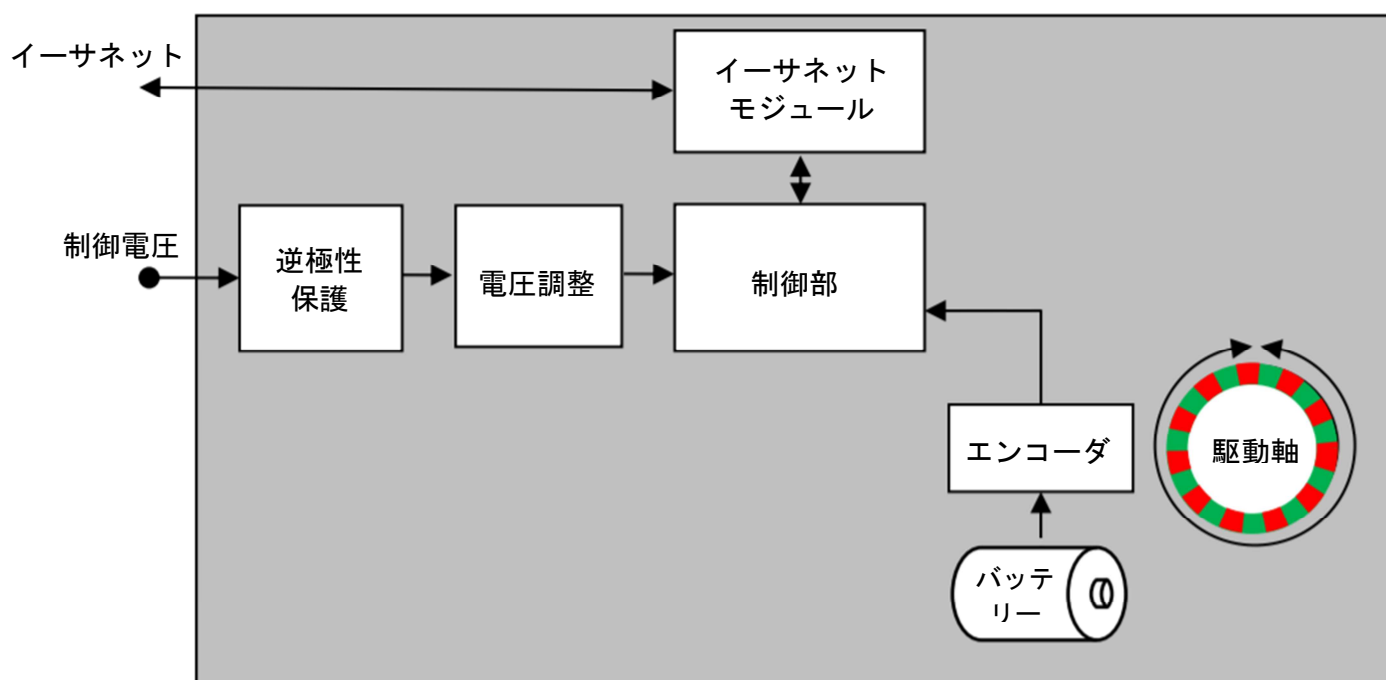 イーサネット
イーサネット
モジュール
制御電圧
逆極性
保護
電圧調整
制御部
エンコーダ
駆動軸
バッテ
リー